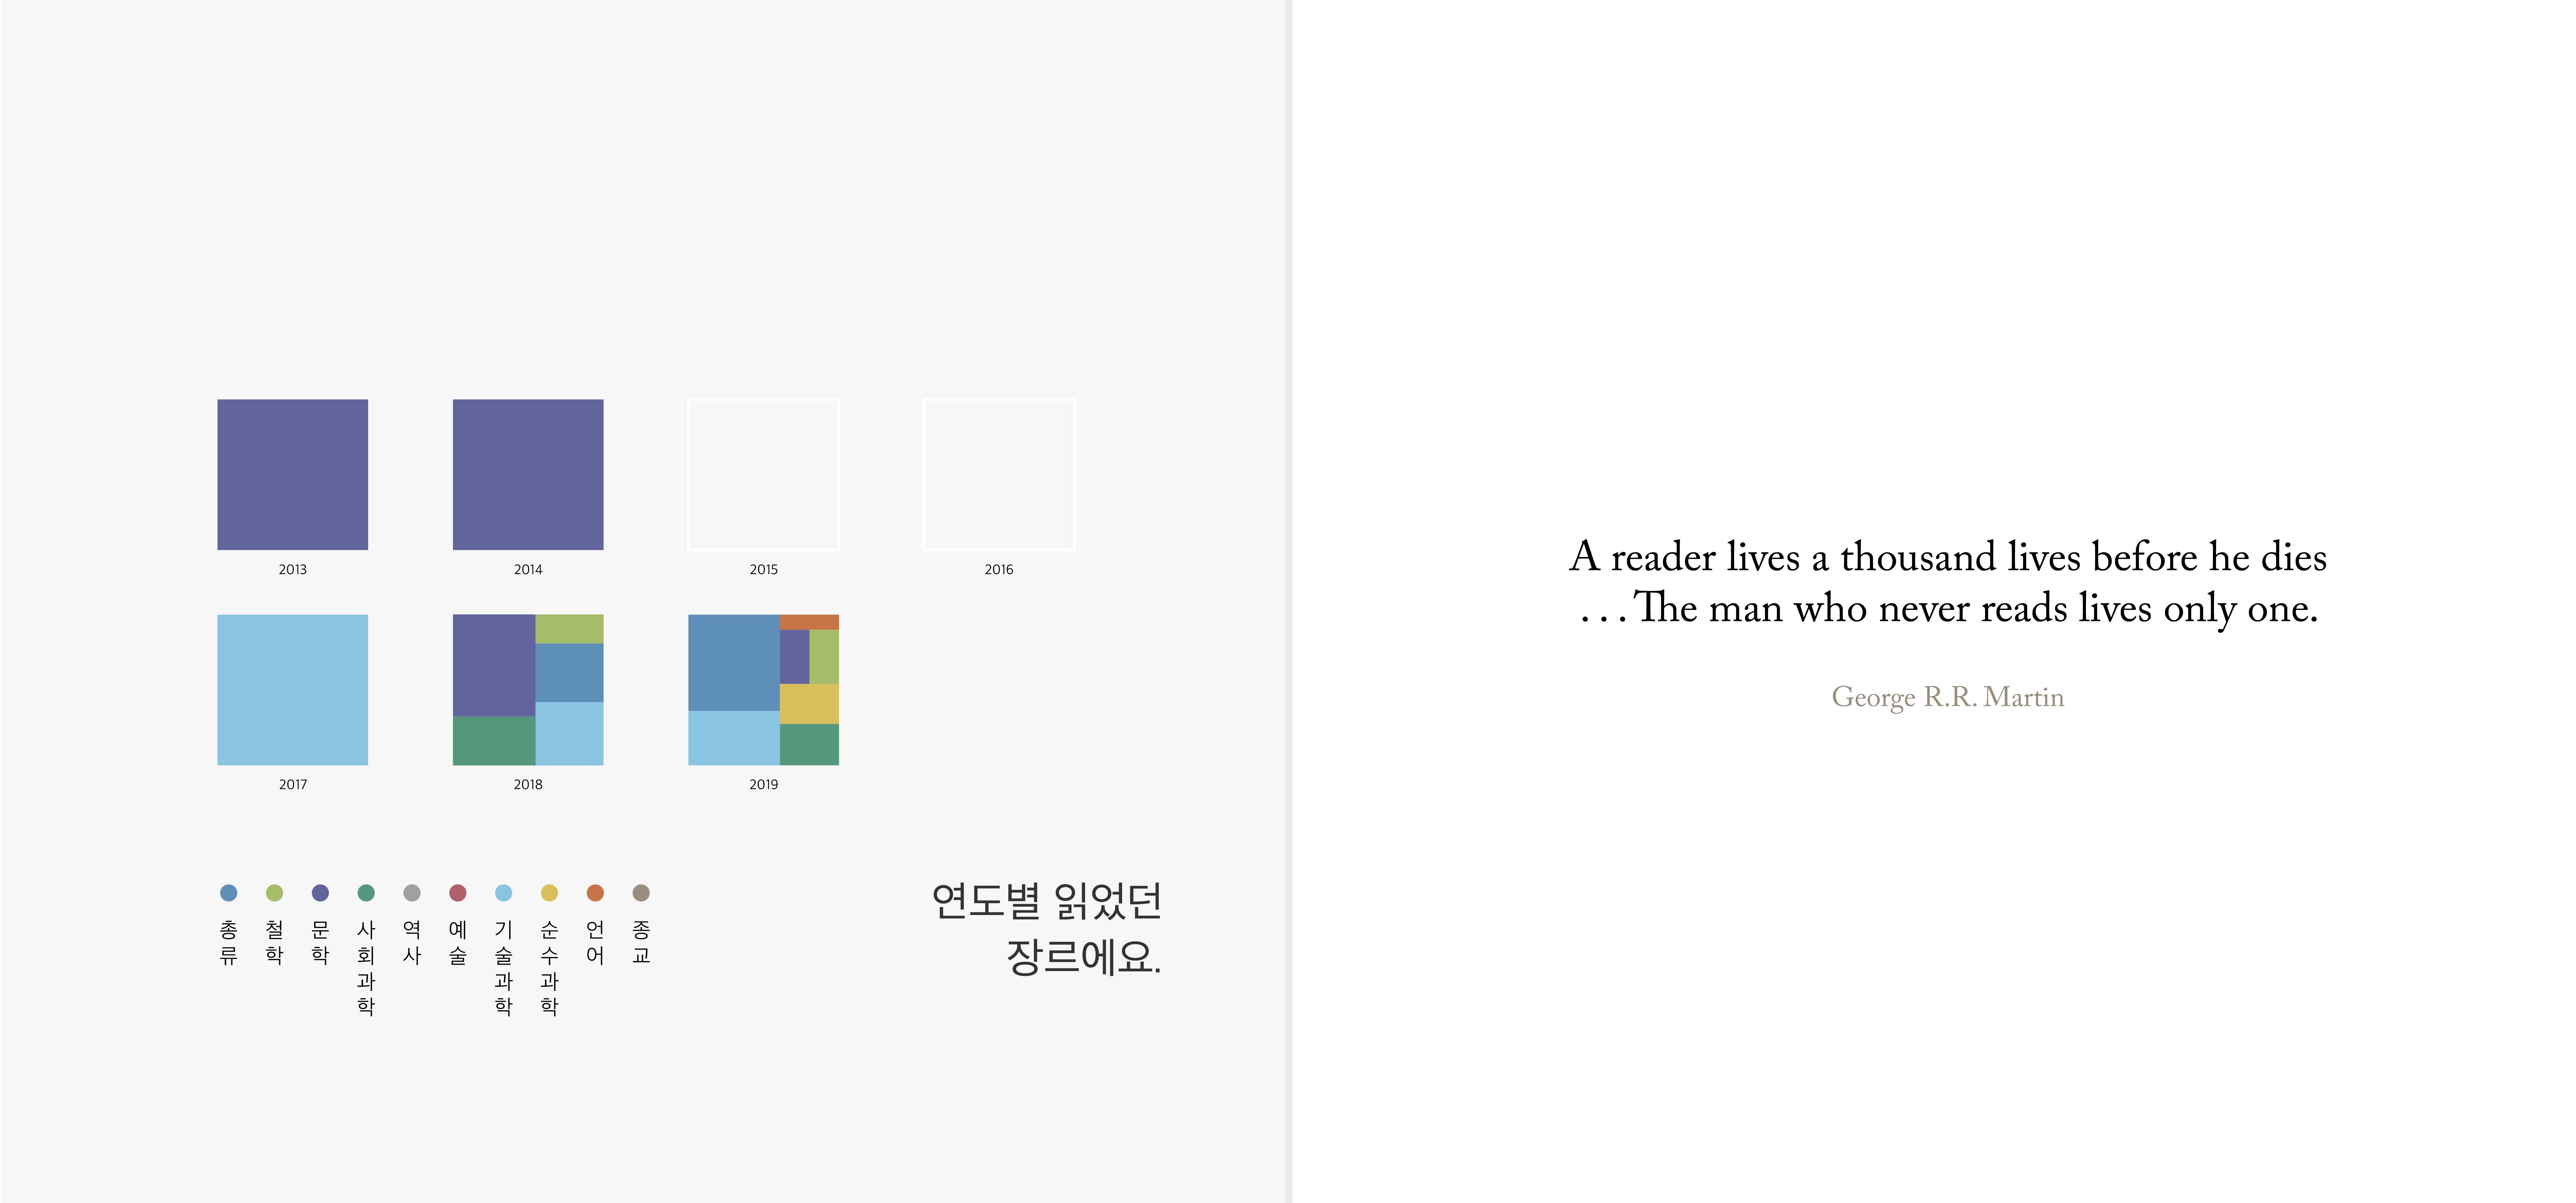 2013
2014
2015
2016
2017
2018
2019
총류
철학
문학
사회과학
역사
예술
기술과학
순수과학
언어
종교
연도별 읽었던
장르에요.
A reader lives a thousand lives before he dies
. . . The man who never reads lives only one.
George R.R. Martin